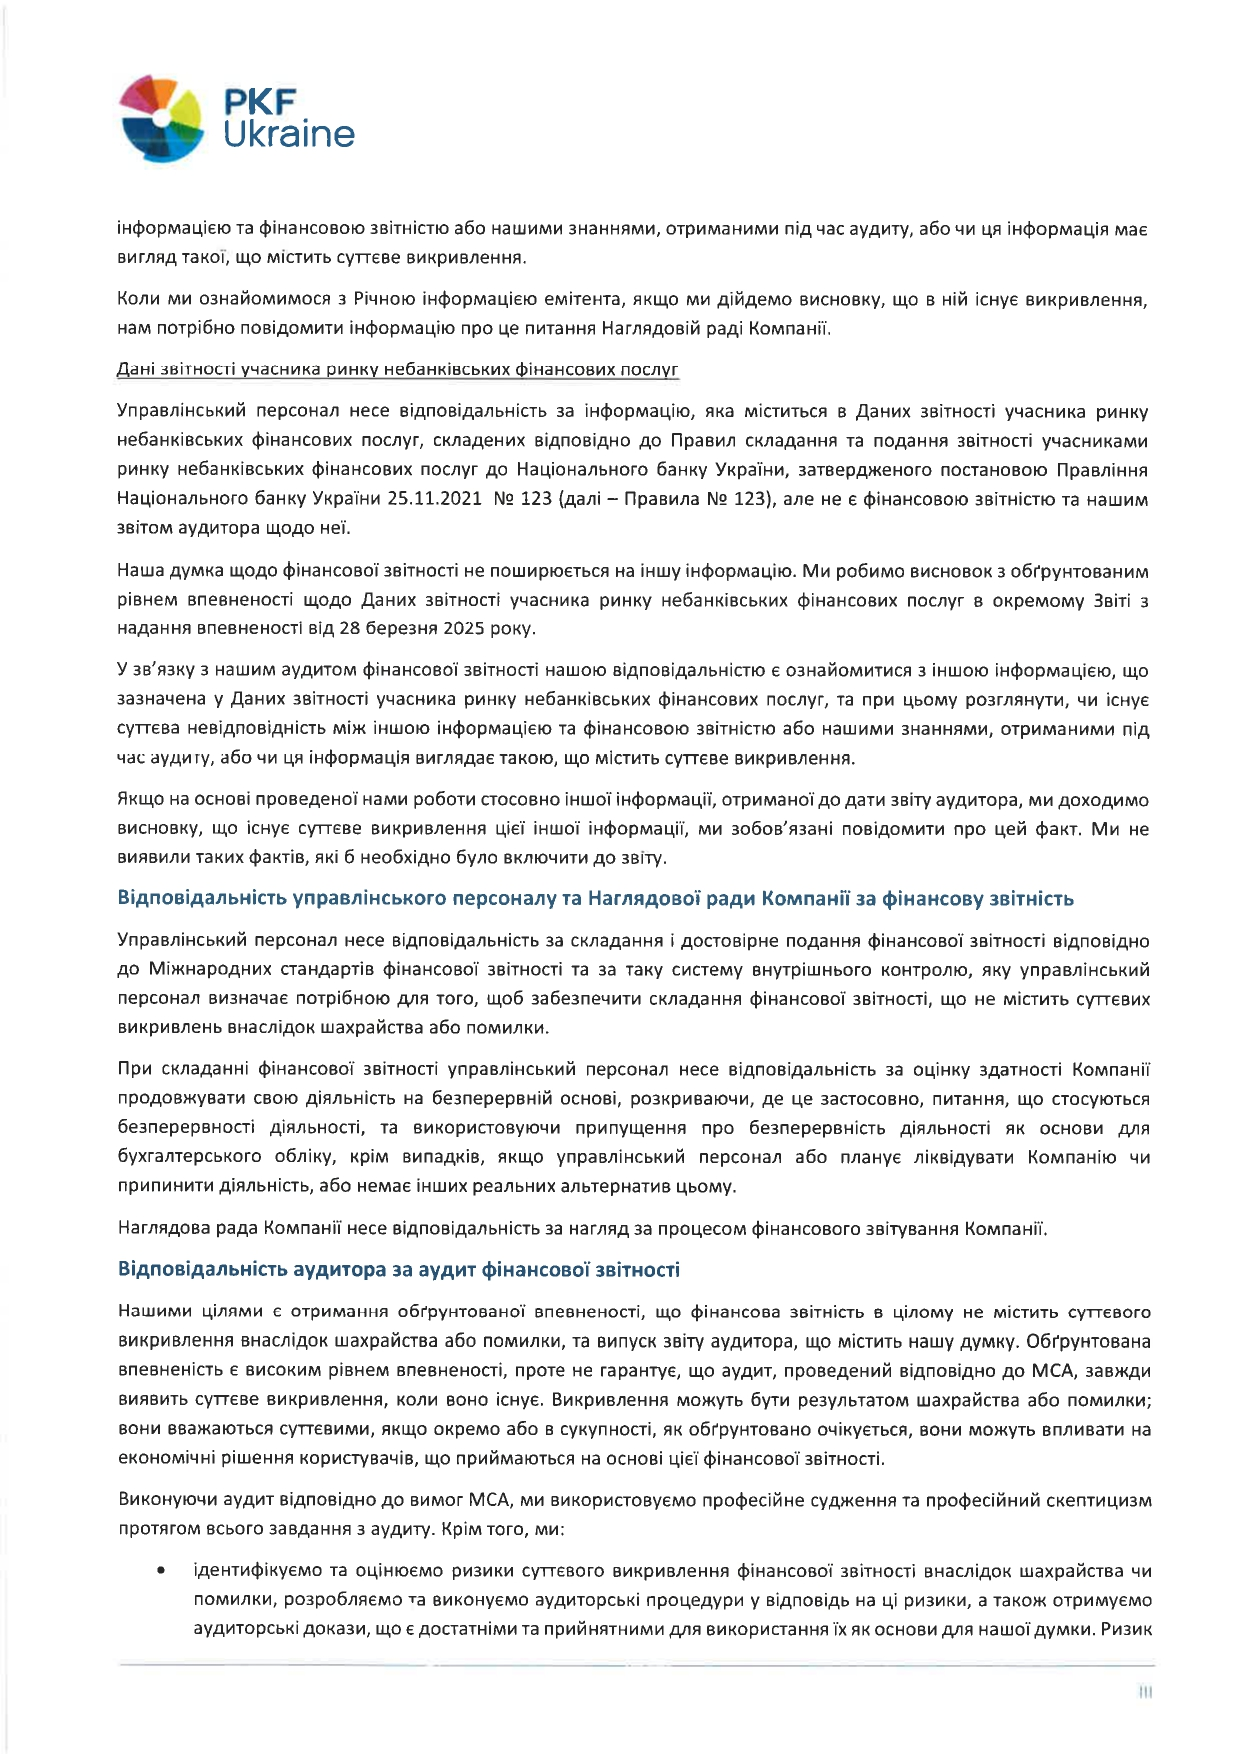 PKF
Ukraine
інформацією та фінансовою звітністю або нашими знаннями, отриманими під час аудиту, або чи ця інформація має
вигляд такої, що містить суттєве викривлення.
Коли ми ознайомимося з Річною інформацією емітента, якщо ми дійдемо висновку, що в ній існує викривлення,
нам потрібно повідомити інформацію про це питання Наглядовій раді Компанії.
Дані звітності учасника ринку небанківських фінансових послуг
Управлінський персонал несе відповідальність за інформацію, яка міститься в Даних звітності учасника ринку
небанківських фінансових послуг, складених відповідно до Правил складання та подання звітності учасниками
ринку небанківських фінансових послуг до Національного банку України, затвердженого постановою Правління
Національного банку України 25.11.2021 № 123 (далі – Правила № 123), але не є фінансовою звітністю та нашим
звітом аудитора щодо неї.
Наша думка щодо фінансової звітності не поширюється на іншу інформацію. Ми робимо висновок з обґрунтованим
рівнем впевненості щодо Даних звітності учасника ринку небанківських фінансових послуг в окремому Звіті з
надання впевненості від 28 березня 2025 року.
У зв’язку з нашим аудитом фінансової звітності нашою відповідальністю є ознайомитися з іншою інформацією, що
зазначена у Даних звітності учасника ринку небанківських фінансових послуг, та при цьому розглянути, чи існує
суттєва невідповідність між іншою інформацією та фінансовою звітністю або нашими знаннями, отриманими під
час аудиту, або чи ця інформація виглядає такою, що містить суттєве викривлення.
Якщо на основі проведеної нами роботи стосовно іншої інформації, отриманої до дати звіту аудитора, ми доходимо
висновку, що існує суттєве викривлення цієї іншої інформації, ми зобов’язані повідомити про цей факт. Ми не
виявили таких фактів, які б необхідно було включити до звіту.
Відповідальність управлінського персоналу та Наглядової ради Компанії за фінансову звітність
Управлінський персонал несе відповідальність за складання і достовірне подання фінансової звітності відповідно
до Міжнародних стандартів фінансової звітності та за таку систему внутрішнього контролю, яку управлінський
персонал визначає потрібною для того, щоб забезпечити складання фінансової звітності, що не містить суттєвих
викривлень внаслідок шахрайства або помилки.
При складанні фінансової звітності управлінський персонал несе відповідальність за оцінку здатності Компанії
продовжувати свою діяльність на безперервній основі, розкриваючи, де це застосовно, питання, що стосуються
безперервності діяльності, та використовуючи припущення про безперервність діяльності як основи для
бухгалтерського обліку, крім випадків, якщо управлінський персонал або планує ліквідувати Компанію чи
припинити діяльність, або немає інших реальних альтернатив цьому.
Наглядова рада Компанії несе відповідальність за нагляд за процесом фінансового звітування Компанії.
Відповідальність аудитора за аудит фінансової звітності
Нашими цілями є отримання обґрунтованої впевненості, що фінансова звітність в цілому не містить суттєвого
викривлення внаслідок шахрайства або помилки, та випуск звіту аудитора, що містить нашу думку. Обґрунтована
впевненість є високим рівнем впевненості, проте не гарантує, що аудит, проведений відповідно до МСА, завжди
виявить суттєве викривлення, коли воно існує. Викривлення можуть бути результатом шахрайства або помилки;
вони вважаються суттєвими, якщо окремо або в сукупності, як обґрунтовано очікується, вони можуть впливати на
економічні рішення користувачів, що приймаються на основі цієї фінансової звітності.
Виконуючи аудит відповідно до вимог МСА, ми використовуємо професійне судження та професійний скептицизм
протягом всього завдання з аудиту. Крім того, ми:
• ідентифікуємо та оцінюємо ризики суттєвого викривлення фінансової звітності внаслідок шахрайства чи
помилки, розробляємо та виконуємо аудиторські процедури у відповідь на ці ризики, а також отримуємо
аудиторські докази, що є достатніми та прийнятними для використання їх як основи для нашої думки. Ризик
III